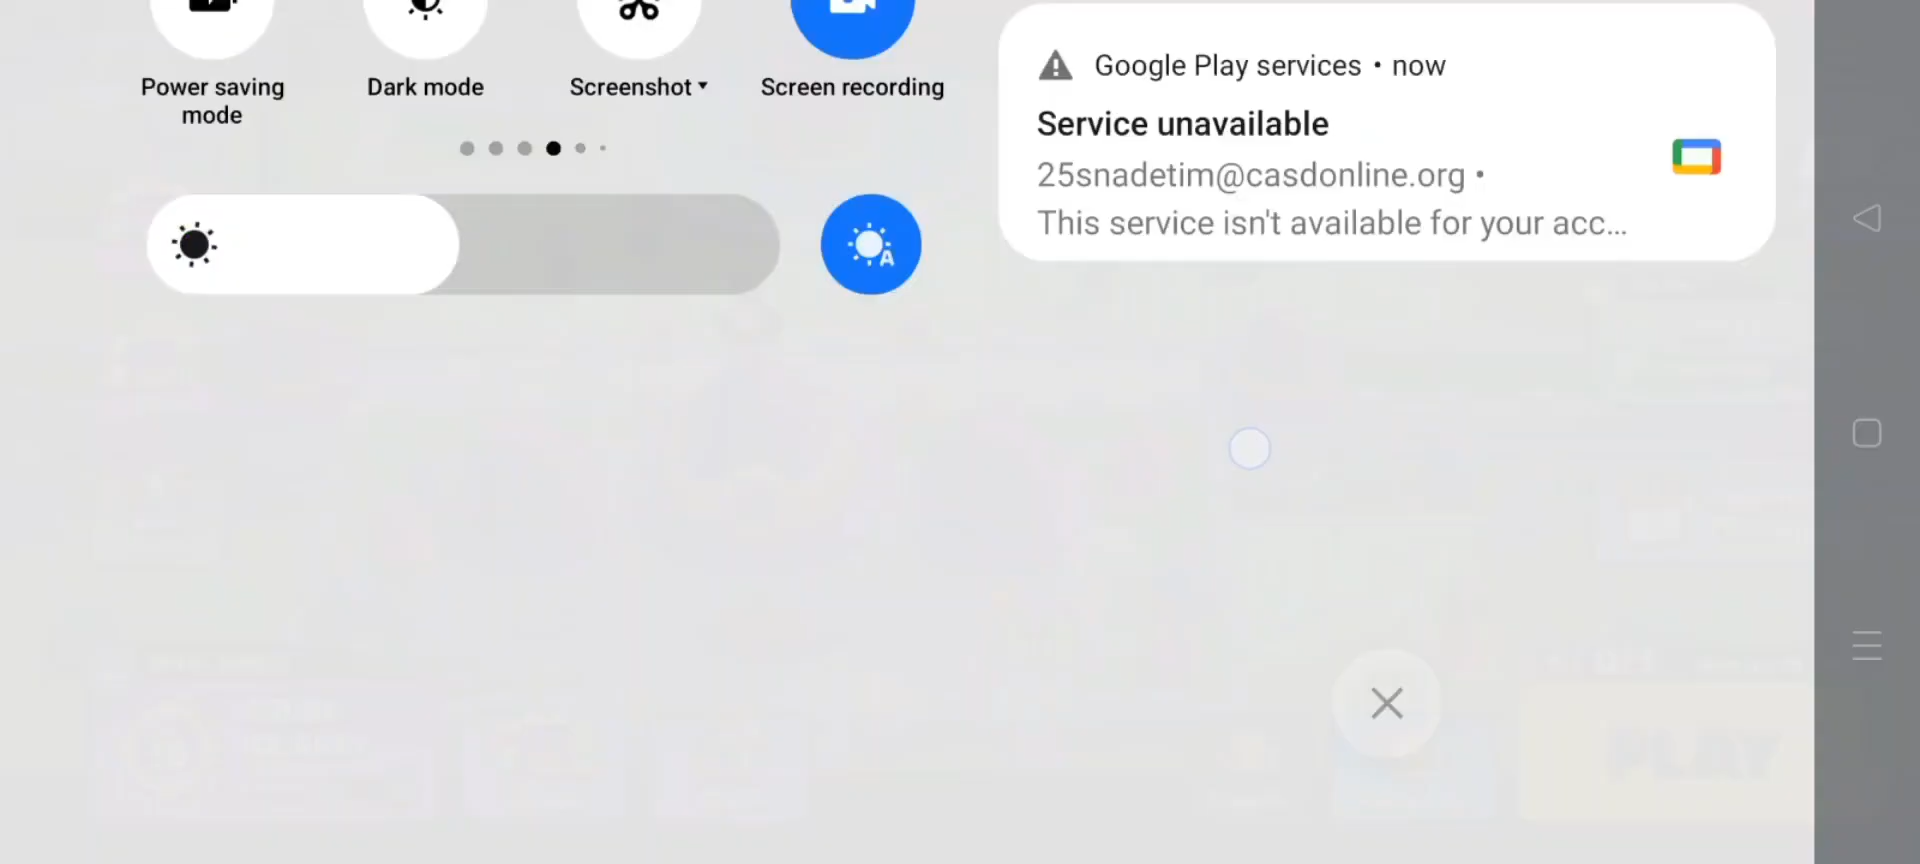 Power saving
mode
Dark mode
Screenshot ▾
Screen recording
Google Play services • now
Service unavailable
25snadetim@casdonline.org •
This service isn't available for your acc...
A
PLAY